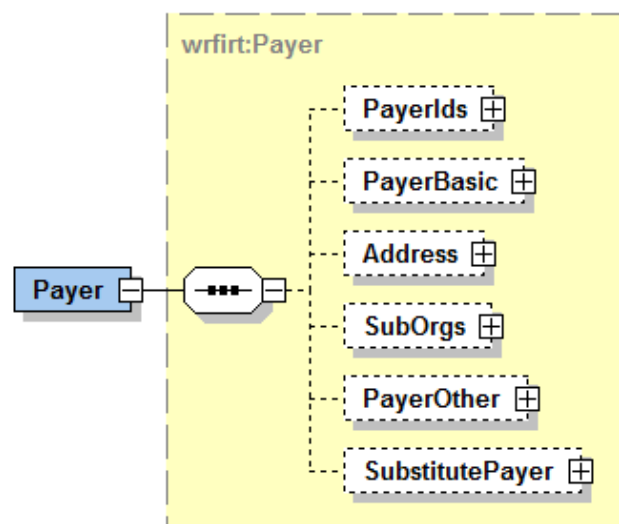 wrfirt:Payer
PayerIds
PayerBasic
Address
Payer
SubOrgs
PayerOther
SubstitutePayer